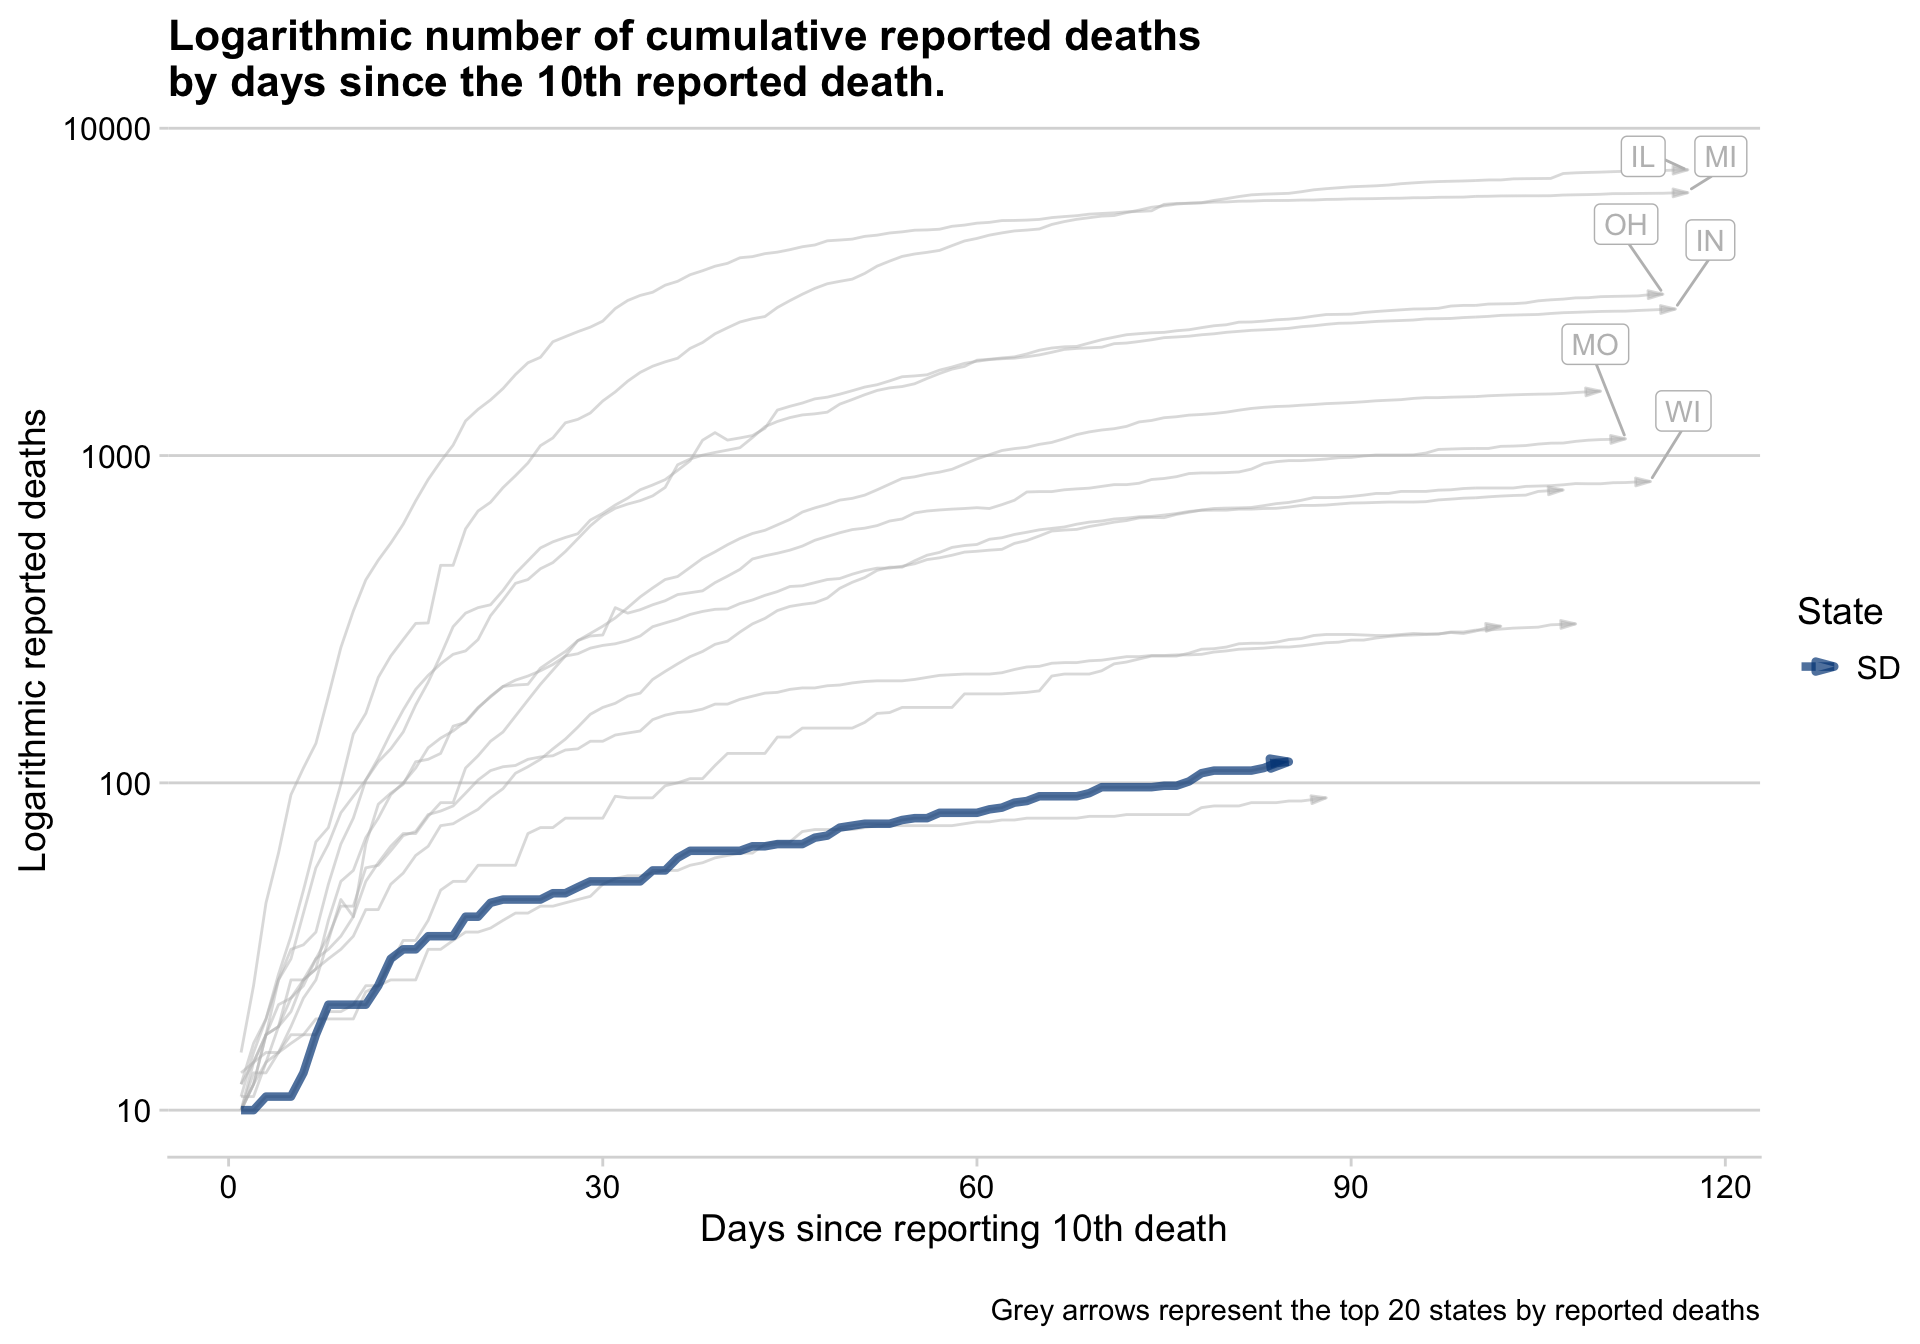 Logarithmic number of cumulative reported deaths
by days since the 10th reported death.
Logarithmic reported deaths
10000
1000
100
10
IL
MI
OH
IN
MO
WI
State
SD
0
30
60
90
120
Days since reporting 10th death
Grey arrows represent the top 20 states by reported deaths